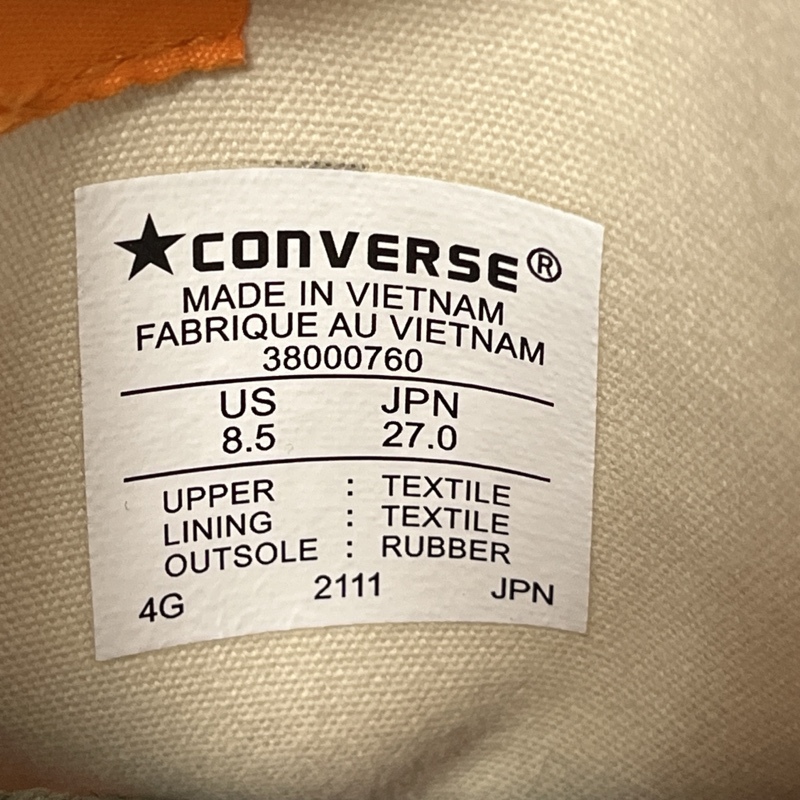 ★CONVERSE®
MADE IN VIETNAM
FABRIQUE AU VIETNAM
38000760
US JPN
8.5 27.0
UPPER : TEXTILE
LINING : TEXTILE
OUTSOLE : RUBBER
4G 2111 JPN